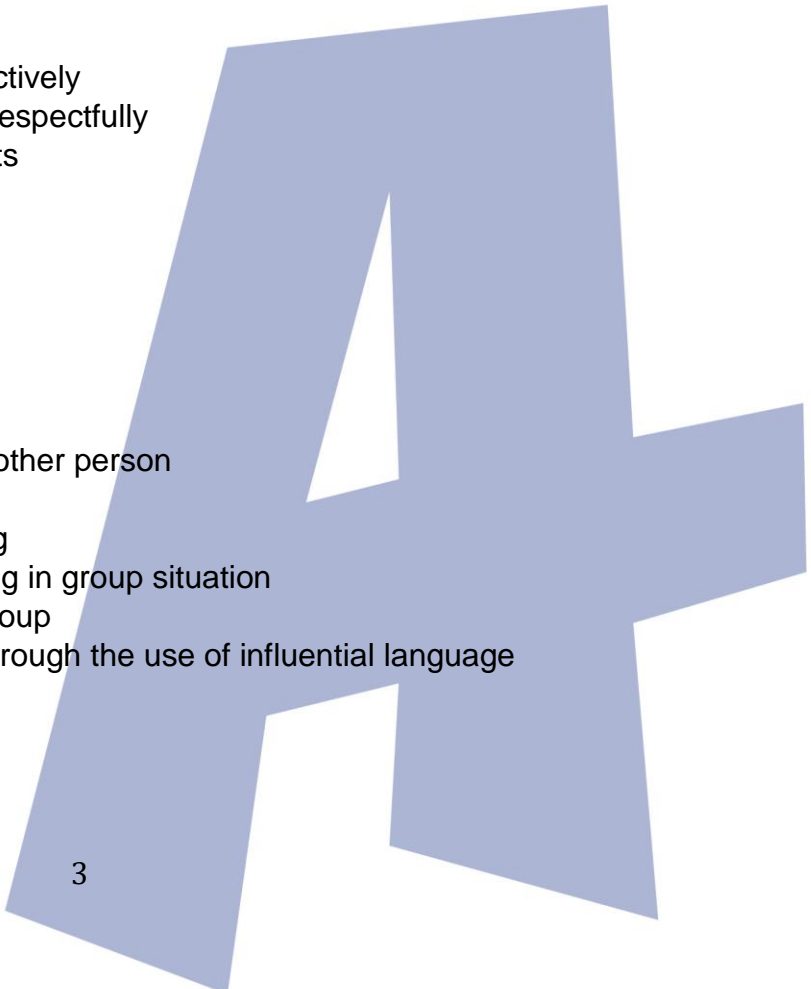 ctively
espectfully
ts
other person
g
g in group situation
oup
rough the use of influential language
3